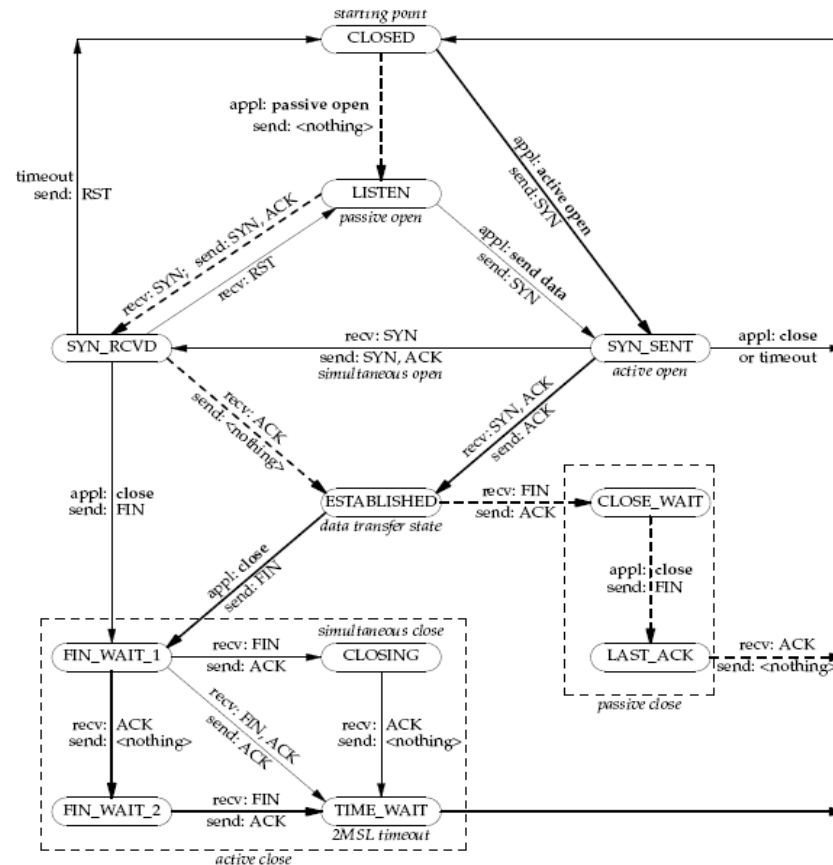 starting point
CLOSED
appl: passive open
send: <nothing>
appl: active open
send: SYN
timeout
send: RST
LISTEN
passive open
recv: SYN; send: SYN, ACK
recv: RST
appl: send data
send: SYN
SYN_RCVD
recv: SYN
send: SYN, ACK
simultaneous open
SYN_SENT
active open
appl: close
or timeout
recv: ACK
send: <nothing>
recv: SYN, ACK
send: ACK
appl: close
send: FIN
ESTABLISHED
data transfer state
recv: FIN
send: ACK
CLOSE_WAIT
appl: close
send: FIN
appl: close
send: FIN
simultaneous close
FIN_WAIT_1
recv: FIN
send: ACK
CLOSING
LAST_ACK
recv: ACK
send: <nothing>
passive close
recv: ACK
send: <nothing>
recv: FIN, ACK
send: ACK
recv: ACK
send: <nothing>
FIN_WAIT_2
recv: FIN
send: ACK
TIME_WAIT
2MSL timeout
active close